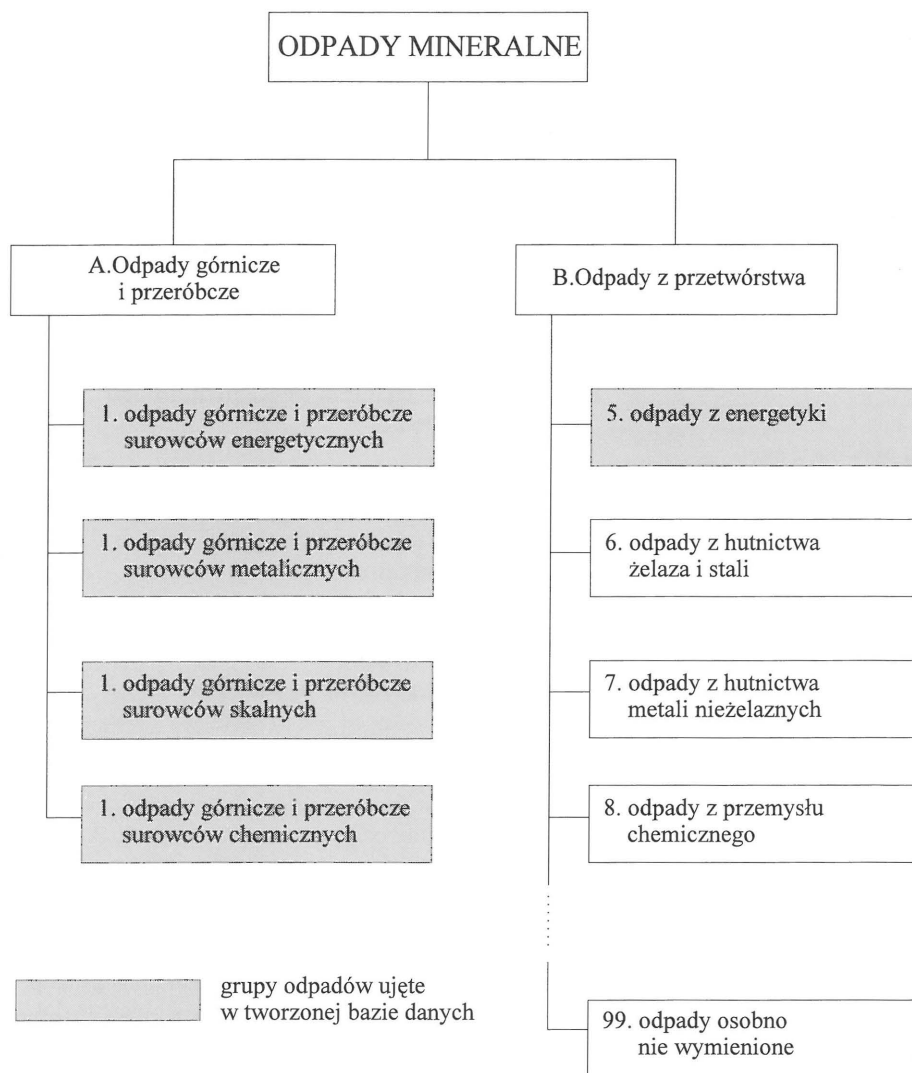 ODPADY MINERALNE
A.Odpady górnicze
i przeróbcze
1. odpady górnicze i przeróbcze
surowców energetycznych
1. odpady górnicze i przeróbcze
surowców metalicznych
1. odpady górnicze i przeróbcze
surowców skalnych
1. odpady górnicze i przeróbcze
surowców chemicznych
B.Odpady z przetwórstwa
5. odpady z energetyki
6. odpady z hutnictwa
żelaza i stali
7. odpady z hutnictwa
metali nieżelaznych
8. odpady z przemysłu
chemicznego
99. odpady osobno
nie wymienione
grupy odpadów ujęte
w tworzonej bazie danych